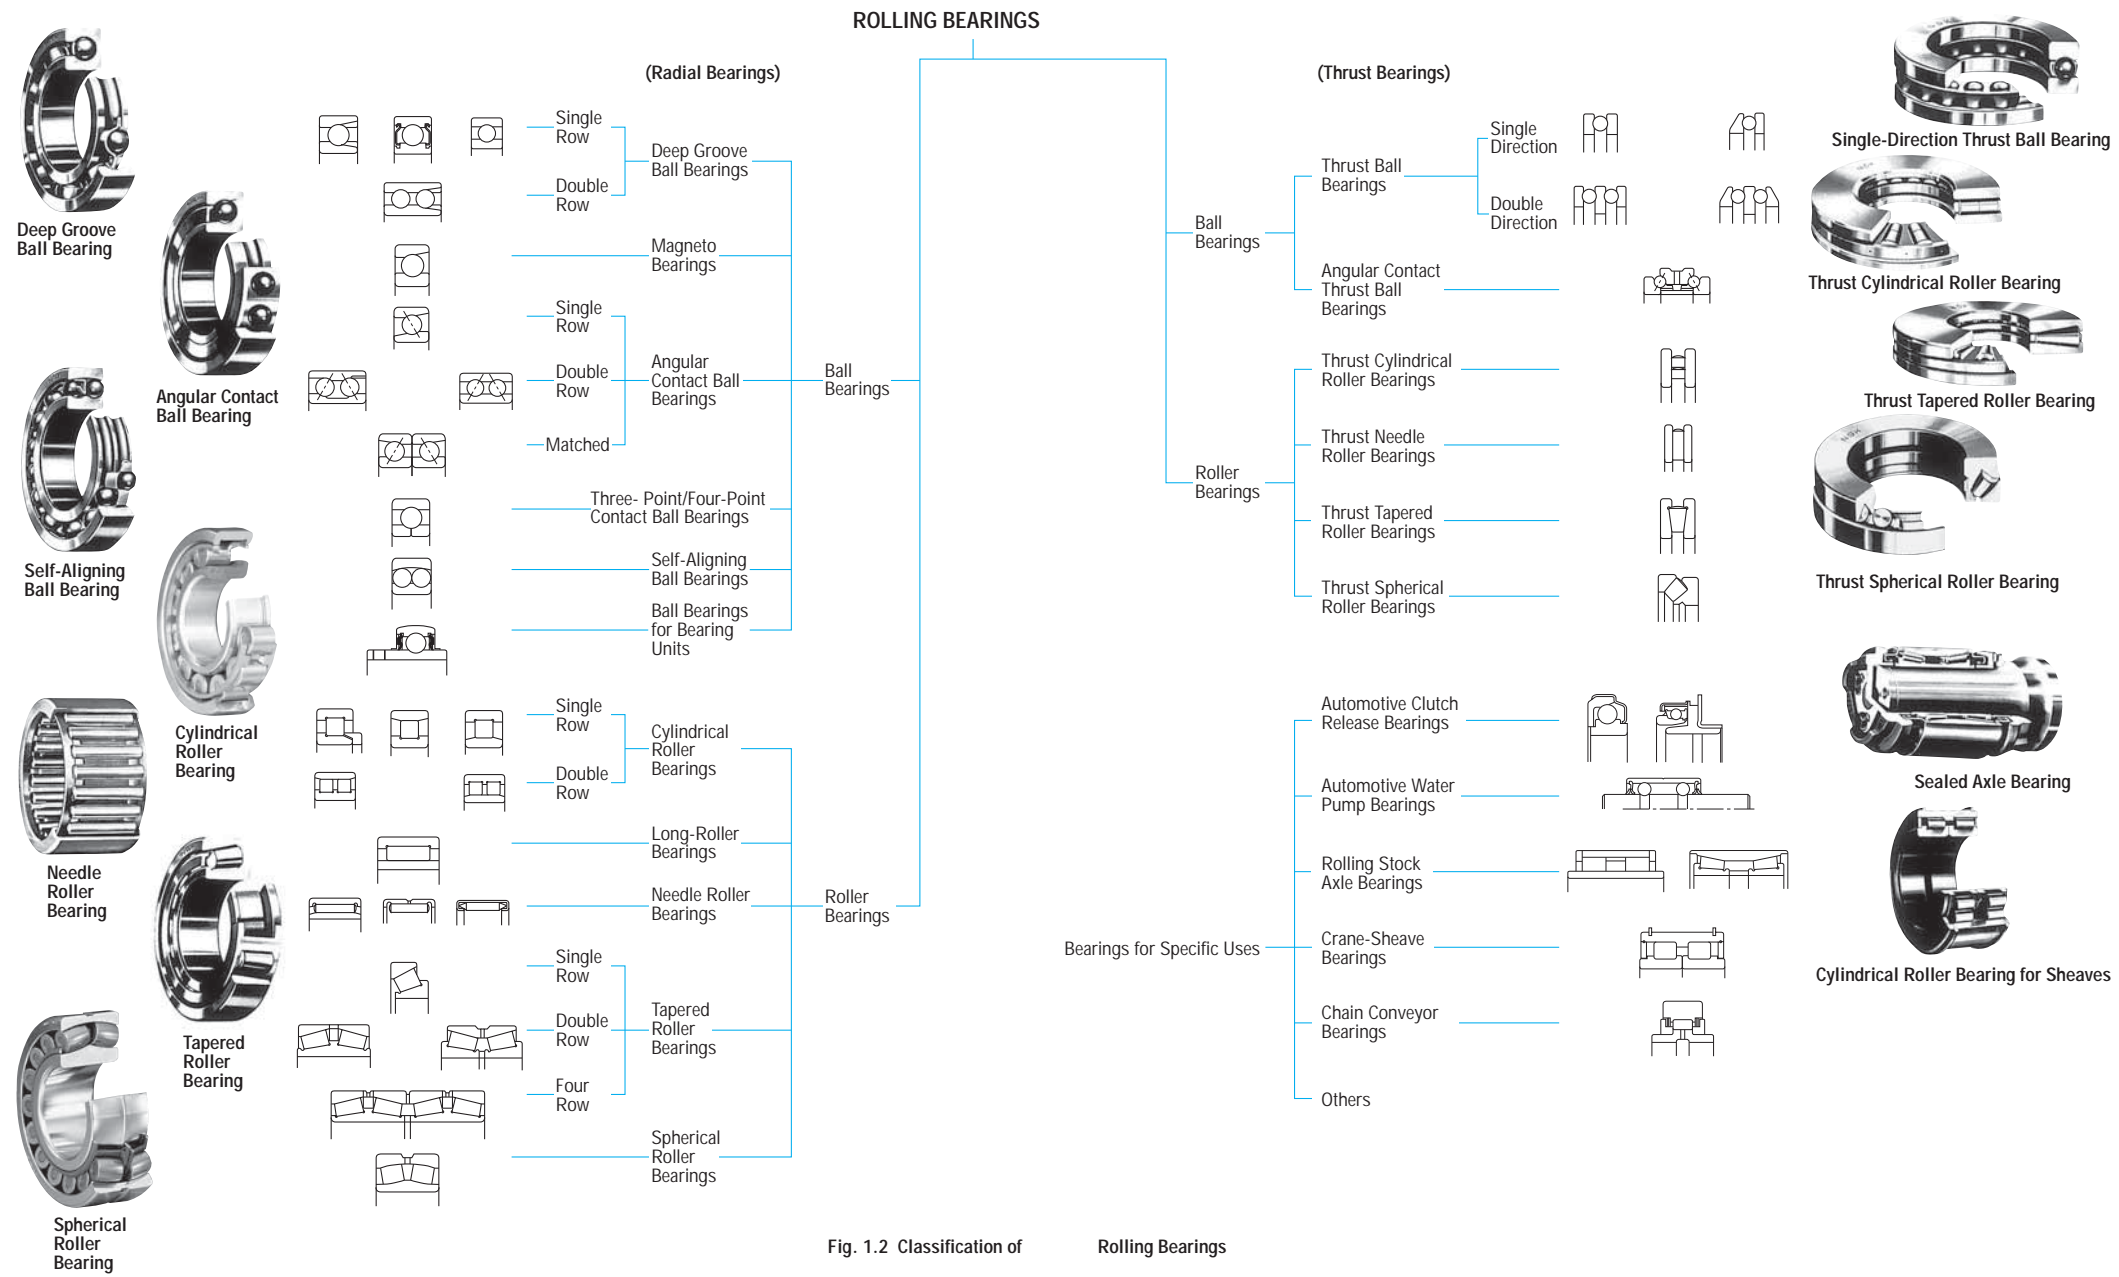 ROLLING BEARINGS
(Radial Bearings)
(Thrust Bearings)
Deep Groove
Ball Bearing
Angular Contact
Ball Bearing
Self-Aligning
Ball Bearing
Cylindrical
Roller
Bearing
Needle
Roller
Bearing
Tapered
Roller
Bearing
Spherical
Roller
Bearing
Single
Row
Double
Row
Deep Groove
Ball Bearings
Magneto
Bearings
Single
Row
Double
Row
Matched
Angular
Contact Ball
Bearings
Three- Point/Four-Point
Contact Ball Bearings
Self-Aligning
Ball Bearings
Ball Bearings
for Bearing
Units
Ball
Bearings
Single
Row
Double
Row
Cylindrical
Roller
Bearings
Long-Roller
Bearings
Needle Roller
Bearings
Single
Row
Double
Row
Four
Row
Tapered
Roller
Bearings
Spherical
Roller
Bearings
Roller
Bearings
Ball
Bearings
Thrust Ball
Bearings
Single
Direction
Double
Direction
Angular Contact
Thrust Ball
Bearings
Roller
Bearings
Thrust Cylindrical
Roller Bearings
Thrust Needle
Roller Bearings
Thrust Tapered
Roller Bearings
Thrust Spherical
Roller Bearings
Bearings for Specific Uses
Automotive Clutch
Release Bearings
Automotive Water
Pump Bearings
Rolling Stock
Axle Bearings
Crane-Sheave
Bearings
Chain Conveyor
Bearings
Others
Single-Direction Thrust Ball Bearing
Thrust Cylindrical Roller Bearing
Thrust Tapered Roller Bearing
Thrust Spherical Roller Bearing
Sealed Axle Bearing
Cylindrical Roller Bearing for Sheaves
Fig. 1.2 Classification of Rolling Bearings